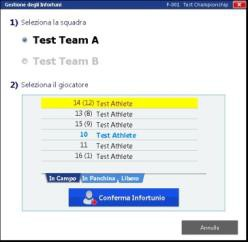 Gestione degli Infortuni F-001 Test Championship
1) Seleziona la squadra
Test Team A
Test Team B
2) Seleziona il giocatore
14 (12) Test Athlete
13 (8) Test Athlete
15 (9) Test Athlete
10 Test Athlete
11 Test Athlete
16 (1) Test Athlete
In Campo In Panchina Libero
Conferma Infortunio
Annulla